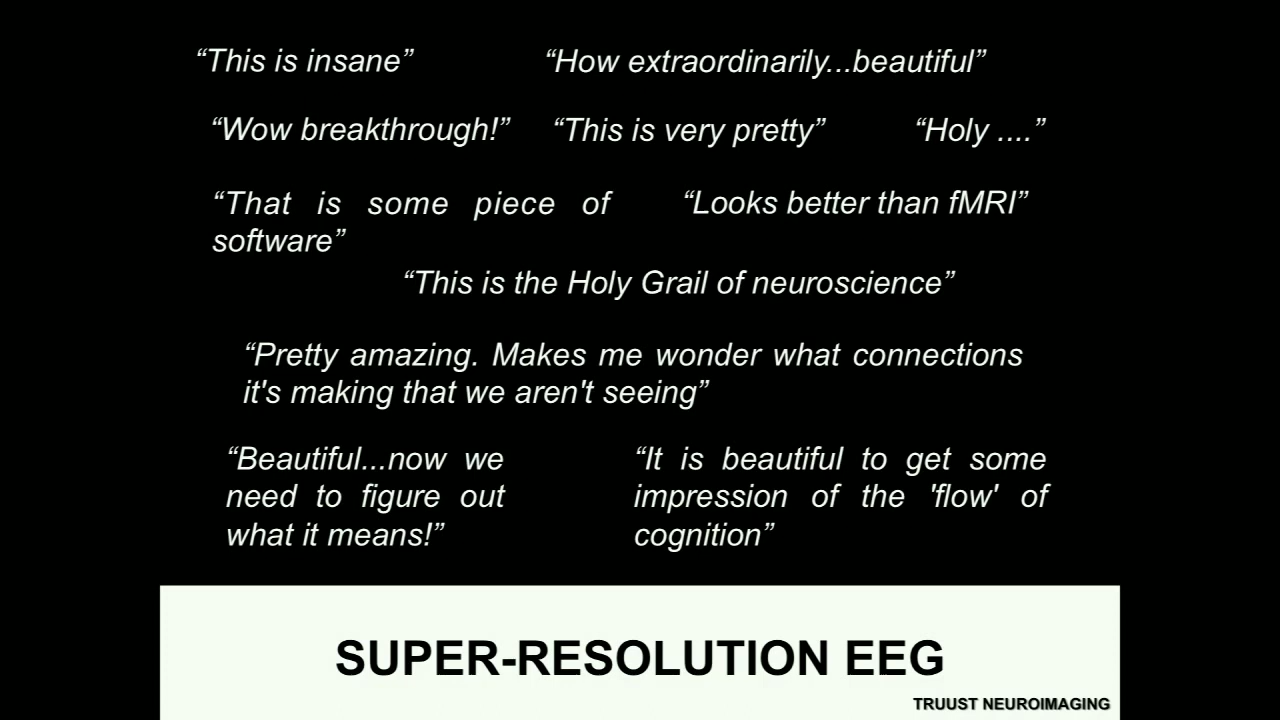 “This is insane” “How extraordinarily...beautiful”
“Wow breakthrough!” “This is very pretty” “Holy ....”
“That is some piece of
software”
“Looks better than fMRI”
“This is the Holy Grail of neuroscience”
“Pretty amazing. Makes me wonder what connections
it's making that we aren't seeing”
“Beautiful...now we
need to figure out
what it means!”
“It is beautiful to get some
impression of the 'flow' of
cognition”
SUPER-RESOLUTION EEG
TRUUST NEUROIMAGING